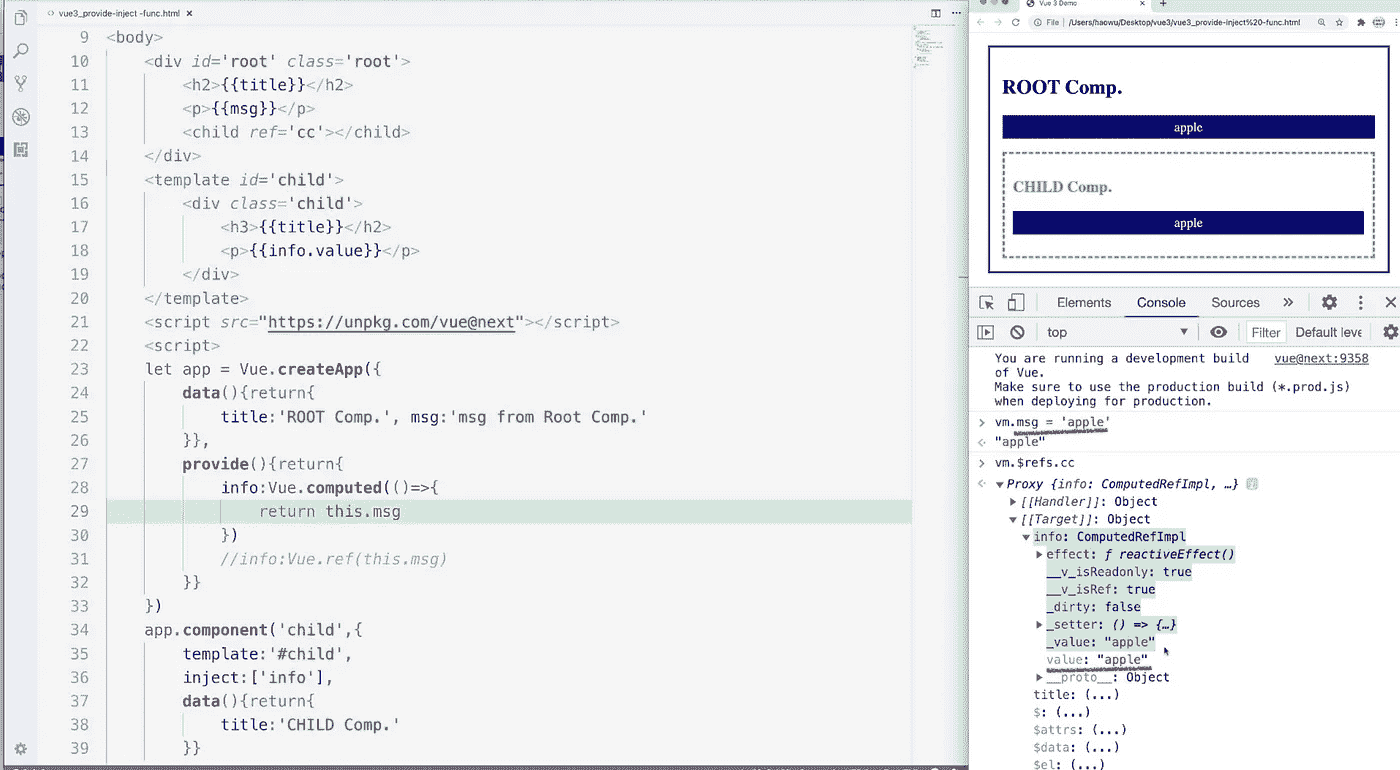 vue3_provide-inject -func.html
9 <body>
10 <div id='root' class='root'>
11 <h2>{{title}}</h2>
12 <p>{{msg}}</p>
13 <child ref='cc'></child>
14 </div>
15 <template id='child'>
16 <div class='child'>
17 <h3>{{title}}</h2>
18 <p>{{info.value}}</p>
19 </div>
20 </template>
21 <script src="https://unpkg.com/vue@next"></script>
22 <script>
23 let app = Vue.createApp({
24 data(){return{
25 title:'ROOT Comp.', msg:'msg from Root Comp.'
26 }},
27 provide(){return{
28 info:Vue.computed(()=>{
29 return this.msg
30 })
31 //info:Vue.ref(this.msg)
32 }}
33 })
34 app.component('child',{
35 template:'#child',
36 inject:['info'],
37 data(){return{
38 title:'CHILD Comp.'
39 }}
Vue 3 Demo
File /Users/haowu/Desktop/vue3/vue3_provide-inject%20-func.html
ROOT Comp.
apple
CHILD Comp.
apple
Elements Console Sources »
top Filter Default leve
You are running a development build vue@next:9358
of Vue.
Make sure to use the production build (*.prod.js)
when deploying for production.
> vm.msg = 'apple'
"apple"
> vm.$refs.cc
Proxy {info: ComputedRefImpl, …}
[[Handler]]: Object
[[Target]]: Object
info: ComputedRefImpl
effect: ƒ reactiveEffect()
__v_isReadonly: true
__v_isRef: true
_dirty: false
_setter: () => {…}
_value: "apple"
value: "apple"
__proto__: Object
title: (...)
$: (...)
$attrs: (...)
$data: (...)
$el: (...)